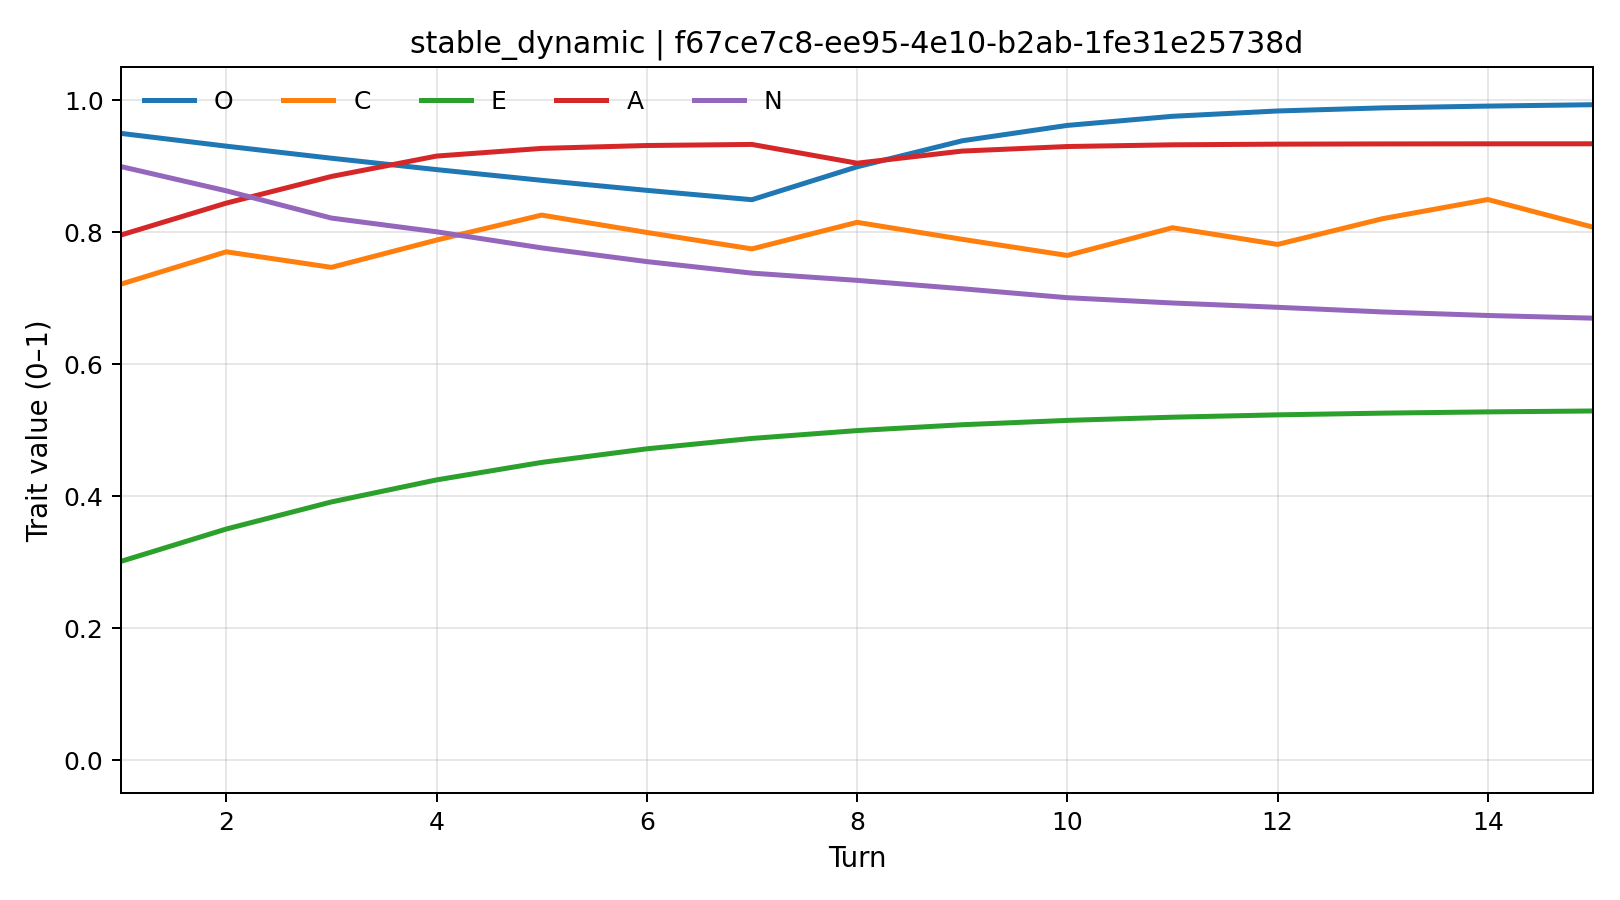 stable_dynamic | f67ce7c8-ee95-4e10-b2ab-1fe31e25738d
O C E A N
1.0
0.8
0.6
0.4
0.2
0.0
Trait value (0–1)
2 4 6 8 10 12 14
Turn